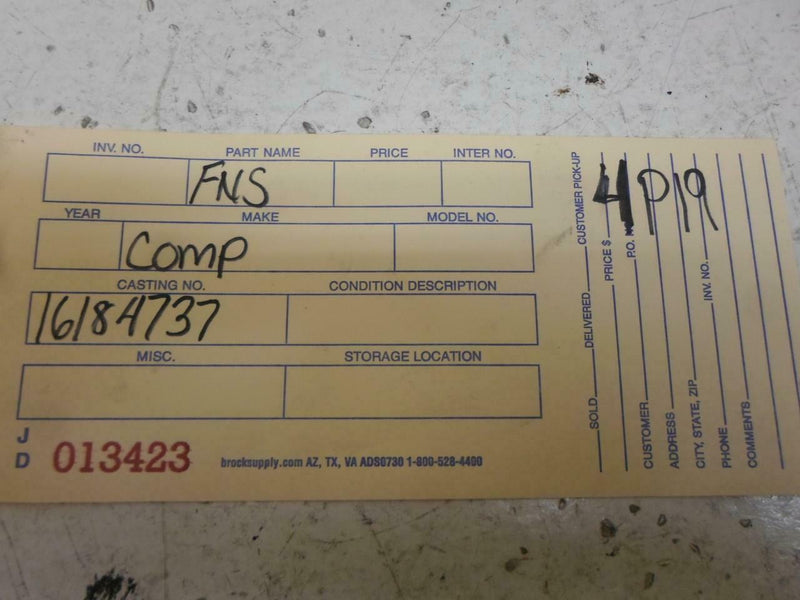 INV. NO. PART NAME PRICE INTER NO.
FNS
YEAR MAKE MODEL NO.
Comp
CASTING NO. CONDITION DESCRIPTION
16184737
MISC. STORAGE LOCATION
J D 013423 brocksupply.com AZ, TX, VA ADS0730 1-800-528-4400
4P19
SOLD DELIVERED CUSTOMER PICK-UP
PRICE $
P.O.
CUSTOMER
ADDRESS
CITY, STATE, ZIP
PHONE INV. NO.
COMMENTS